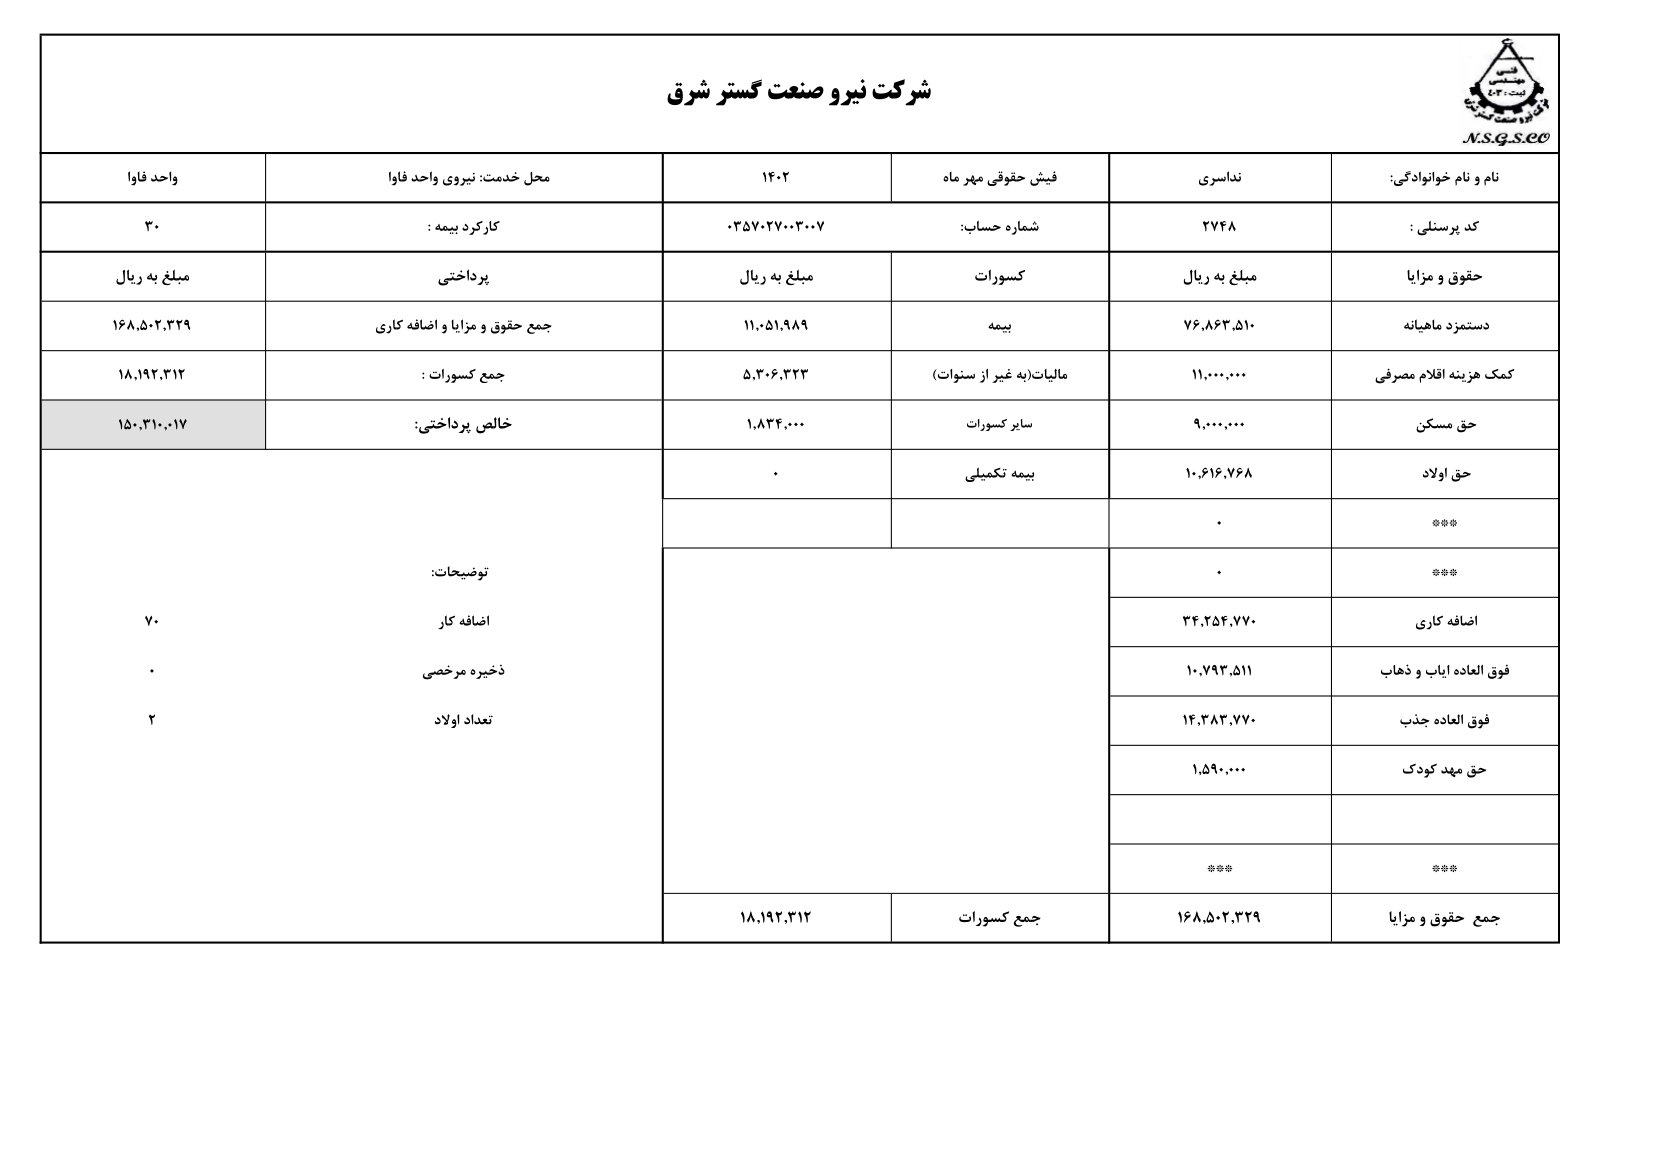 فنی
مهندسی
ثبت : ۴۰۳
شرکت نیرو صنعت گستر شرق
N.S.G.S.CO
شرکت نیرو صنعت گستر شرق
نام و نام خوانوادگی: نداسری فیش حقوقی مهر ماه ۱۴۰۲ محل خدمت: نیروی واحد فاوا واحد فاوا
کد پرسنلی : ۲۷۴۸ شماره حساب: ۰۳۵۷۰۲۷۰۰۳۰۰۷ کارکرد بیمه : ۳۰
حقوق و مزایا مبلغ به ریال کسورات مبلغ به ریال پرداختی مبلغ به ریال
دستمزد ماهیانه ۷۶,۸۶۳,۵۱۰ بیمه ۱۱,۰۵۱,۹۸۹ جمع حقوق و مزایا و اضافه کاری ۱۶۸,۵۰۲,۳۲۹
کمک هزینه اقلام مصرفی ۱۱,۰۰۰,۰۰۰ مالیات(به غیر از سنوات) ۵,۳۰۶,۳۲۳ جمع کسورات : ۱۸,۱۹۲,۳۱۲
حق مسکن ۹,۰۰۰,۰۰۰ سایر کسورات ۱,۸۳۴,۰۰۰ خالص پرداختی: ۱۵۰,۳۱۰,۰۱۷
حق اولاد ۱۰,۶۱۶,۷۶۸ بیمه تکمیلی ۰
*** ۰
*** ۰ توضیحات:
اضافه کاری ۳۴,۲۵۴,۷۷۰ اضافه کار ۷۰
فوق العاده ایاب و ذهاب ۱۰,۷۹۳,۵۱۱ ذخیره مرخصی ۰
فوق العاده جذب ۱۴,۳۸۳,۷۷۰ تعداد اولاد ۲
حق مهد کودک ۱,۵۹۰,۰۰۰
*** ***
جمع حقوق و مزایا ۱۶۸,۵۰۲,۳۲۹ جمع کسورات ۱۸,۱۹۲,۳۱۲